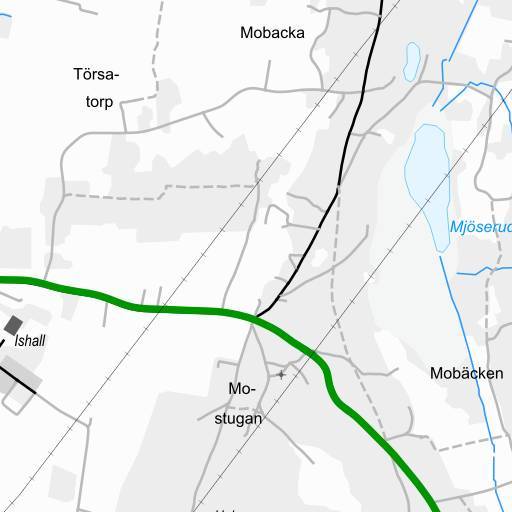 Mobacka
Törsa-
torp
Mjöserud
Ishall
Mobäcken
Mo-
stugan